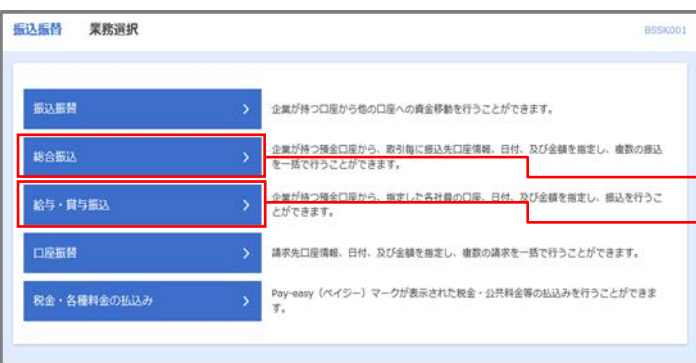 振込振替 業務選択 BSSK001
振込振替
企業が持つ口座から他の口座への資金移動を行うことができます。
総合振込
企業が持つ預金口座から、取引毎に振込先口座情報、日付、及び金額を指定し、複数の振込
を一括で行うことができます。
給与・賞与振込
企業が持つ預金口座から、指定した各社員の口座、日付、及び金額を指定し、振込を行うこ
とができます。
口座振替
請求先口座情報、日付、及び金額を指定し、複数の請求を一括で行うことができます。
税金・各種料金の払込み
Pay-easy（ペイジー）マークが表示された税金・公共料金等の払込みを行うことができま
す。